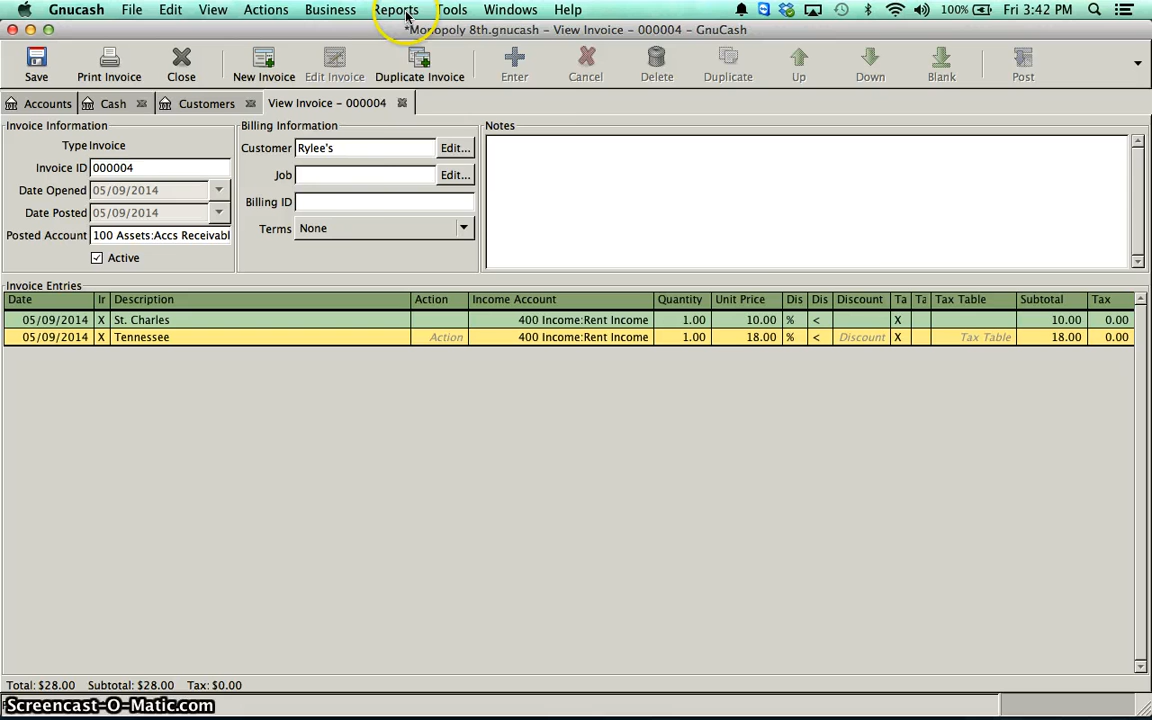 Gnucash File Edit View Actions Business Reports Tools Windows Help 100% Fri 3:42 PM
*Monopoly 8th.gnucash – View Invoice – 000004 – GnuCash
Save Print Invoice Close New Invoice Edit Invoice Duplicate Invoice Enter Cancel Delete Duplicate Up Down Blank Post
Accounts Cash Customers View Invoice – 000004
Invoice Information Billing Information Notes
Type Invoice
Customer Rylee's Edit...
Invoice ID 000004
Job Edit...
Date Opened 05/09/2014
Billing ID
Date Posted 05/09/2014
Terms None
Posted Account 100 Assets:Accs Receivabl
Active
Invoice Entries
Date Ir Description Action Income Account Quantity Unit Price Dis Dis Discount Ta Ta Tax Table Subtotal Tax
05/09/2014 X St. Charles 400 Income:Rent Income 1.00 10.00 % < X 10.00 0.00
05/09/2014 X Tennessee Action 400 Income:Rent Income 1.00 18.00 % < Discount X Tax Table 18.00 0.00
Total: $28.00 Subtotal: $28.00 Tax: $0.00
Screencast-O-Matic.com